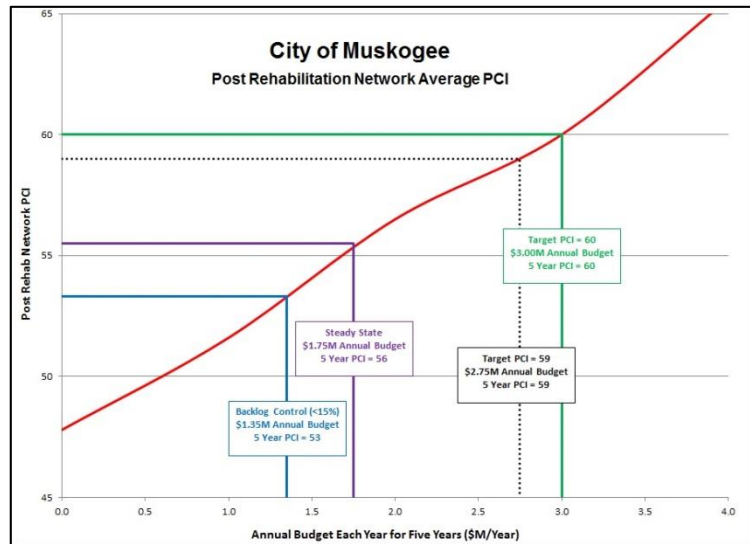 City of Muskogee
Post Rehabilitation Network Average PCI
65
60
55
50
45
Post Rehab Network PCI
Target PCI = 60
$3.00M Annual Budget
5 Year PCI = 60
Steady State
$1.75M Annual Budget
5 Year PCI = 56
Target PCI = 59
$2.75M Annual Budget
5 Year PCI = 59
Backlog Control (<15%)
$1.35M Annual Budget
5 Year PCI = 53
0.0 0.5 1.0 1.5 2.0 2.5 3.0 3.5 4.0
Annual Budget Each Year for Five Years ($M/Year)